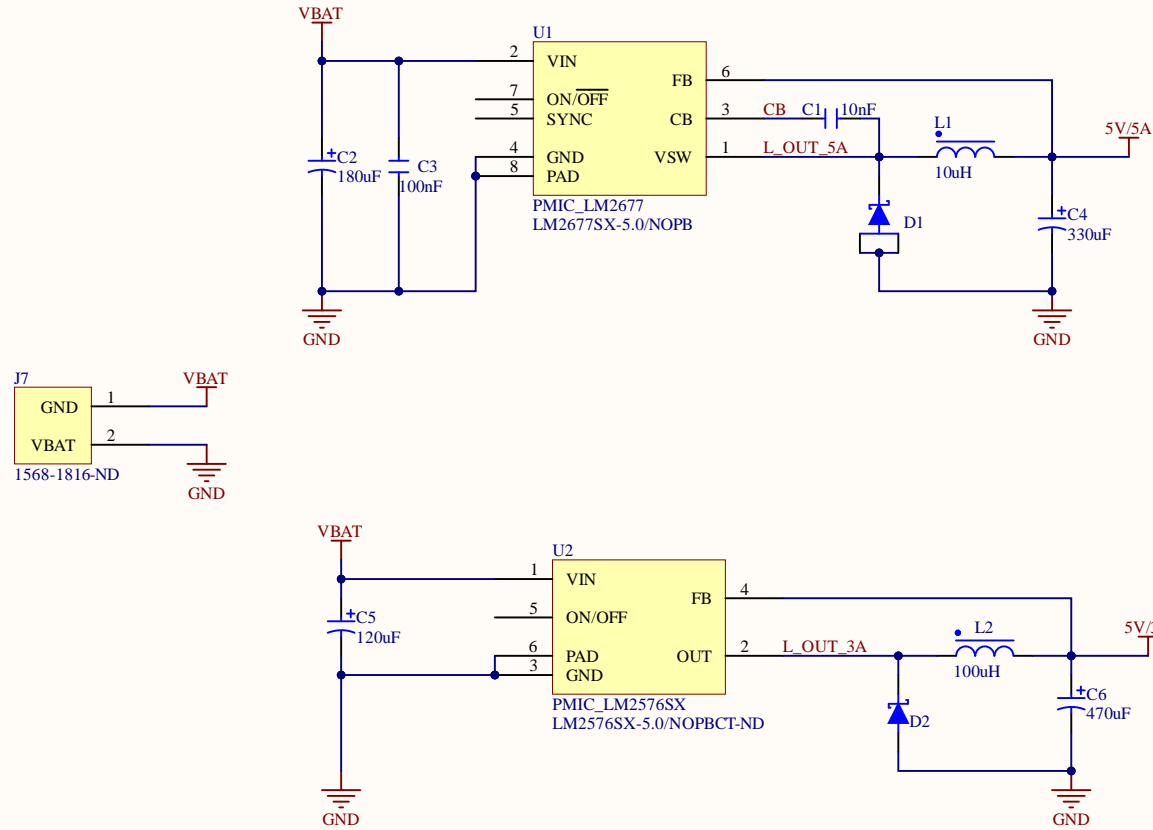 VBAT
U1
2
VIN
FB
6
7
ON/OFF
5
SYNC
CB
3
CB
C1
10nF
4
GND
VSW
1
L_OUT_5A
L1
10uH
5V/5A
8
PAD
C2
180uF
C3
100nF
PMIC_LM2677
LM2677SX-5.0/NOPB
D1
C4
330uF
GND
GND
J7
GND
1
VBAT
VBAT
2
1568-1816-ND
GND
VBAT
U2
1
VIN
FB
4
5
ON/OFF
C5
120uF
6
PAD
OUT
2
L_OUT_3A
L2
100uH
3
GND
PMIC_LM2576SX
LM2576SX-5.0/NOPBCT-ND
D2
C6
470uF
GND
GND